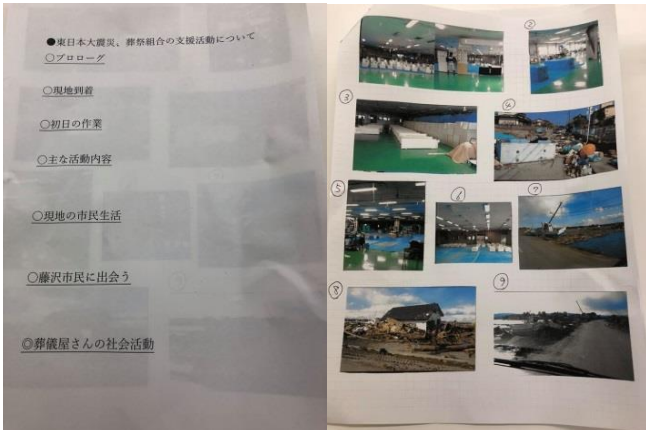 ●東日本大震災、葬祭組合の支援活動について
○プロローグ
○現地到着
○初日の作業
○主な活動内容
○現地の市民生活
○藤沢市民に出会う
◎葬儀屋さんの社会活動
①
②
③
④
⑤
⑥
⑦
⑧
⑨